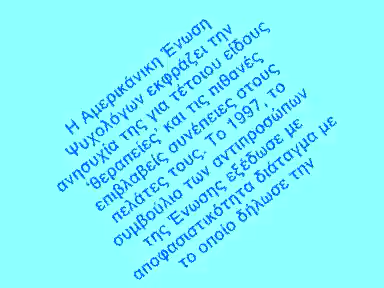 Η Αμερικάνικη Ένωση
Ψυχολόγων εκφράζει την
ανησυχία της για τέτοιου είδους
'θεραπείες' και τις πιθανές
επιβλαβείς συνέπειες στους
πελάτες τους. Το 1997, το
συμβούλιο των αντιπροσώπων
της Ένωσης εξέδωσε με
αποφασιστικότητα διάταγμα με
το οποίο δήλωσε την